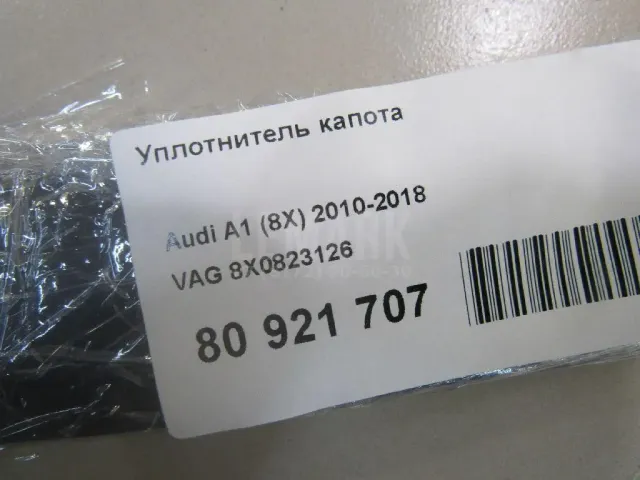 Уплотнитель капота
Audi A1 (8X) 2010-2018
VAG 8X0823126
80 921 707